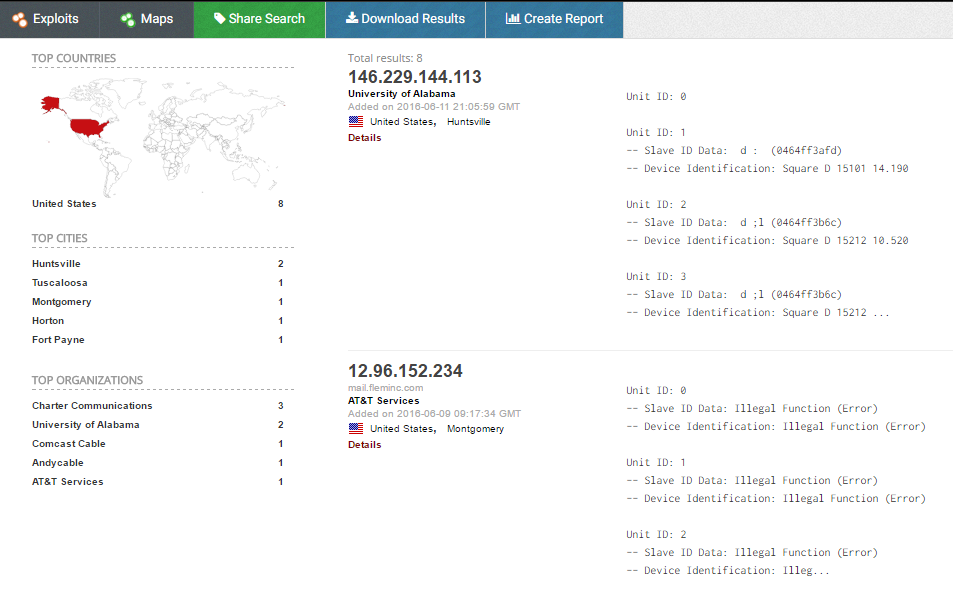 Exploits Maps Share Search Download Results Create Report
TOP COUNTRIES
United States 8
TOP CITIES
Huntsville 2
Tuscaloosa 1
Montgomery 1
Horton 1
Fort Payne 1
TOP ORGANIZATIONS
Charter Communications 3
University of Alabama 2
Comcast Cable 1
Andycable 1
AT&T Services 1
Total results: 8
146.229.144.113
University of Alabama
Added on 2016-06-11 21:05:59 GMT
United States, Huntsville
Details
Unit ID: 0
Unit ID: 1
-- Slave ID Data: d : (0464ff3afd)
-- Device Identification: Square D 15101 14.190
Unit ID: 2
-- Slave ID Data: d ;l (0464ff3b6c)
-- Device Identification: Square D 15212 10.520
Unit ID: 3
-- Slave ID Data: d ;l (0464ff3b6c)
-- Device Identification: Square D 15212 ...
12.96.152.234
mail.fleminc.com
AT&T Services
Added on 2016-06-09 09:17:34 GMT
United States, Montgomery
Details
Unit ID: 0
-- Slave ID Data: Illegal Function (Error)
-- Device Identification: Illegal Function (Error)
Unit ID: 1
-- Slave ID Data: Illegal Function (Error)
-- Device Identification: Illegal Function (Error)
Unit ID: 2
-- Slave ID Data: Illegal Function (Error)
-- Device Identification: Illeg...